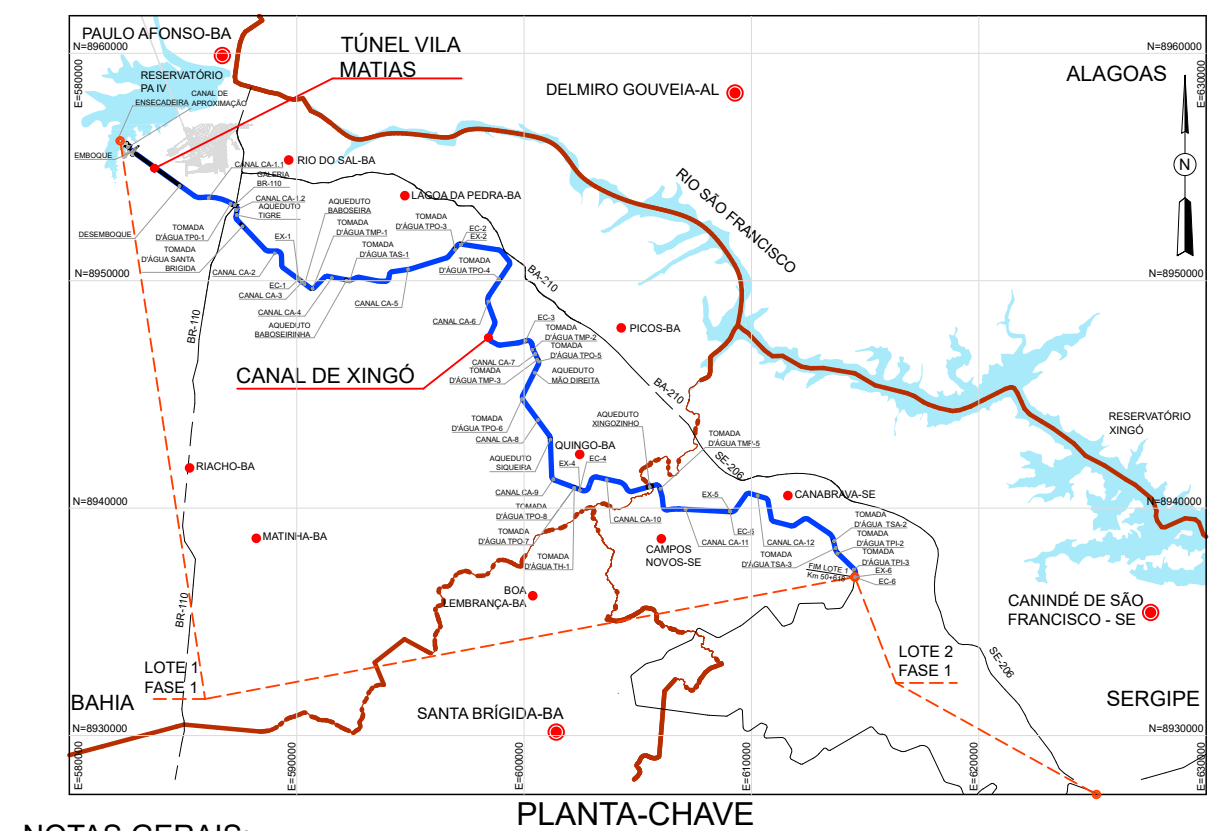 PAULO AFONSO-BA
N=8960000
N=8960000
E=580000
E=630000
TÚNEL VILA
MATIAS
ALAGOAS
DELMIRO GOUVEIA-AL
RESERVATÓRIO
PA IV
ENSECADEIRA
CANAL DE
APROXIMAÇÃO
N
EMBOQUE
RIO DO SAL-BA
CANAL CA-1.1
GALERIA
BR-110
LAGOA DA PEDRA-BA
RIO SÃO FRANCISCO
CANAL CA-1.2
AQUEDUTO
TIGRE
AQUEDUTO
BABOSEIRA
TOMADA
D'ÁGUA TPO-3
EC-2
EX-2
TOMADA
D'ÁGUA TP0-1
DESEMBOQUE
EX-1
TOMADA
D'ÁGUA TMP-1
TOMADA
D'ÁGUA SANTA
BRIGIDA
TOMADA
D'ÁGUA TAS-1
TOMADA
D'ÁGUA TPO-4
CANAL CA-2
BA-210
N=8950000
N=8950000
EC-1
CANAL CA-3
CANAL CA-4
CANAL CA-5
AQUEDUTO
BABOSEIRINHA
BR-110
CANAL CA-6
EC-3
TOMADA
D'ÁGUA TMP-2
PICOS-BA
TOMADA
D'ÁGUA TPO-5
CANAL CA-7
TOMADA
D'ÁGUA TMP-3
AQUEDUTO
MÃO DIREITA
CANAL DE XINGÓ
BA-210
TOMADA
D'ÁGUA TPO-6
CANAL CA-8
AQUEDUTO
XINGOZINHO
RESERVATÓRIO
XINGÓ
TOMADA
D'ÁGUA TMP-5
QUINGO-BA
AQUEDUTO
SIQUEIRA
EX-4
EC-4
SE-206
RIACHO-BA
CANAL CA-9
EX-5
CANABRAVA-SE
N=8940000
N=8940000
TOMADA
D'ÁGUA TPO-8
CANAL CA-10
TOMADA
D'ÁGUA TSA-2
MATINHA-BA
TOMADA
D'ÁGUA TPO-7
EC-5
CANAL CA-11
CANAL CA-12
TOMADA
D'ÁGUA TPI-2
CAMPOS
NOVOS-SE
TOMADA
D'ÁGUA TH-1
TOMADA
D'ÁGUA TSA-3
TOMADA
D'ÁGUA TPI-3
FIM LOTE 1
Km 50+618
EX-6
EC-6
BOA
LEMBRANÇA-BA
BR-110
CANINDÉ DE SÃO
FRANCISCO - SE
LOTE 1
FASE 1
LOTE 2
FASE 1
SE-206
BAHIA
SERGIPE
SANTA BRÍGIDA-BA
N=8930000
N=8930000
E=580000
E=590000
E=600000
E=610000
E=620000
E=630000
PLANTA-CHAVE
NOTAS GERAIS: